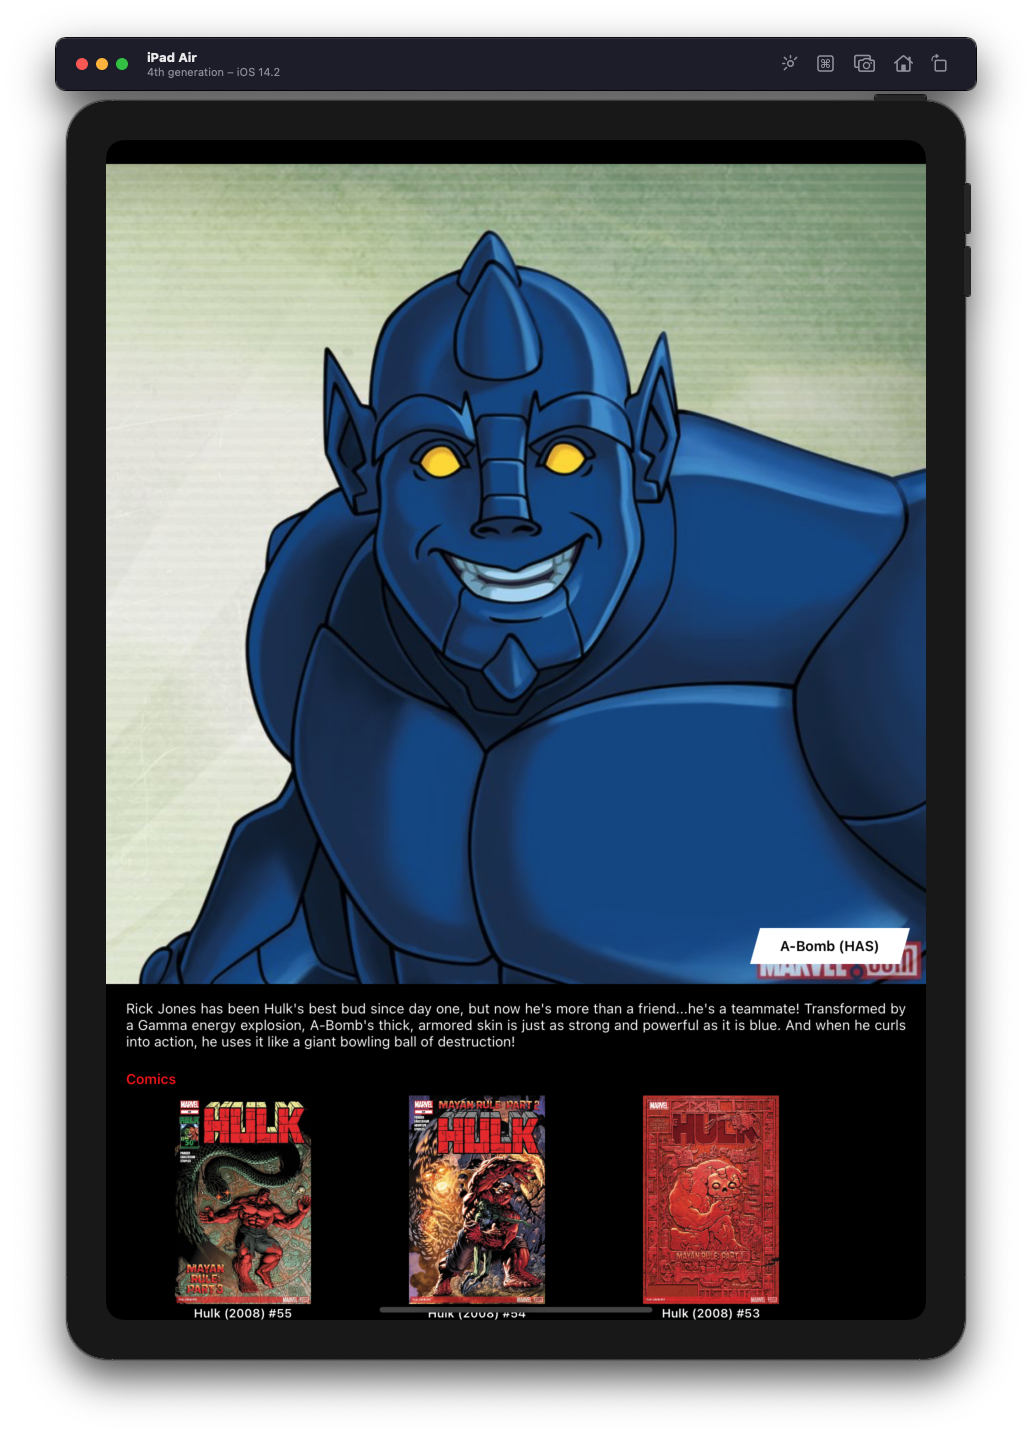 iPad Air
4th generation – iOS 14.2
A-Bomb (HAS)
MARVEL.com
Rick Jones has been Hulk's best bud since day one, but now he's more than a friend...he's a teammate! Transformed by
a Gamma energy explosion, A-Bomb's thick, armored skin is just as strong and powerful as it is blue. And when he curls
into action, he uses it like a giant bowling ball of destruction!
Comics
MARVEL
HULK
MAYAN
RULE:
PART 3
MARVEL
MAYAN RULE: PART 2
HULK
MARVEL
HULK
MAYAN RULE: PART 1
Hulk (2008) #55
Hulk (2008) #54
Hulk (2008) #53